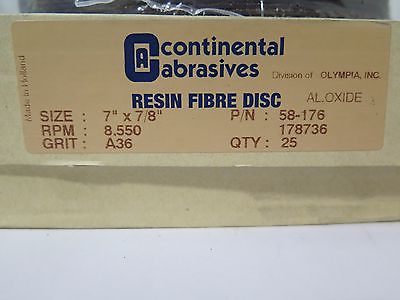 A
continental
abrasives
Division of OLYMPIA, INC.
Made in Holland
RESIN FIBRE DISC AL.OXIDE
SIZE : 7" x 7/8" P/N : 58-176
RPM : 8,550 178736
GRIT : A36 QTY : 25